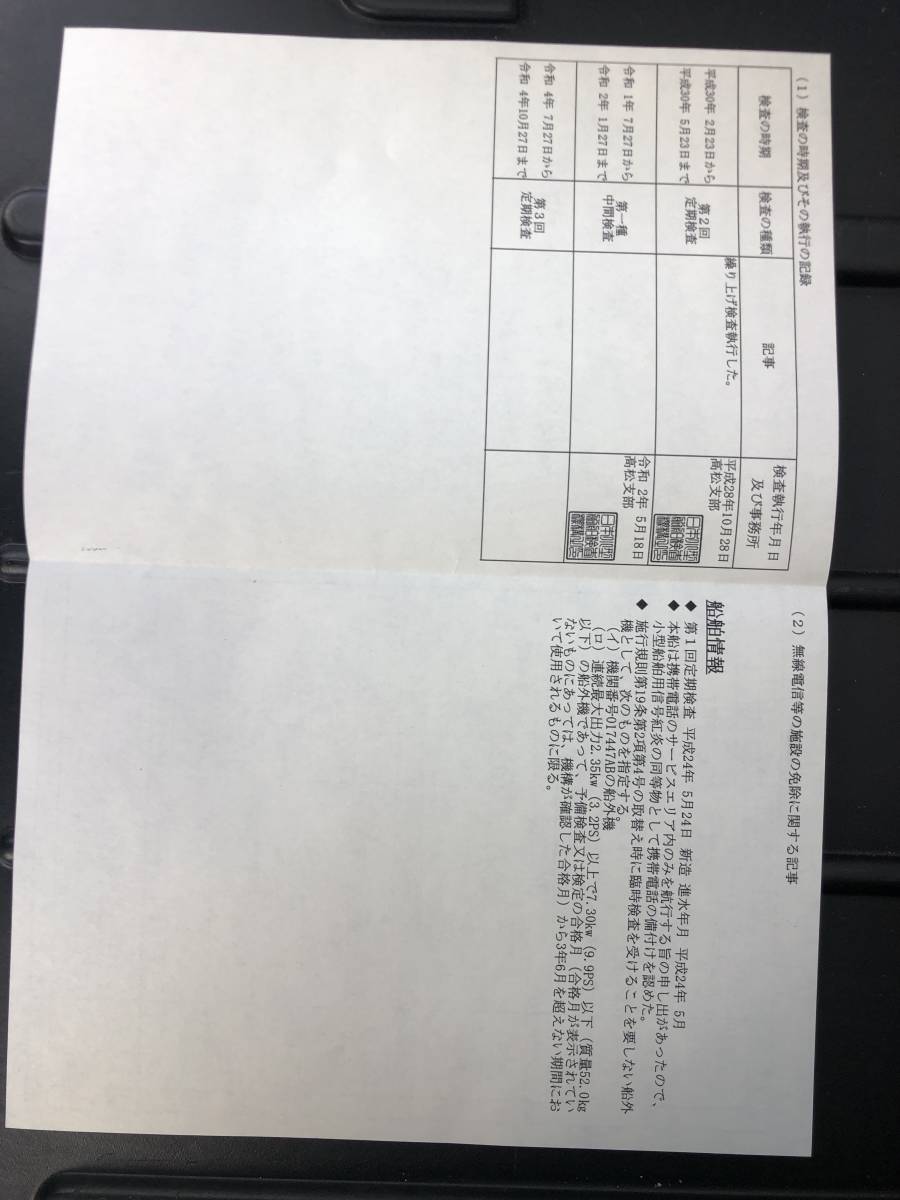 (1) 検査の時期及びその執行の記録
検査の時期 検査の種類 記事 検査執行年月日及び事務所
平成30年 2月23日から
平成30年 5月23日まで
第2回
定期検査
繰り上げ検査執行した。
平成28年10月28日
高松支部
令和 1年 7月27日から
令和 2年 1月27日まで
第一種
中間検査
令和 2年 5月18日
高松支部
令和 4年 7月27日から
令和 4年10月27日まで
第3回
定期検査
(2) 無線電信等の施設の免除に関する記事
船舶情報
◆ 第1回定期検査 平成24年 5月24日 新造 進水年月 平成24年 5月
◆ 本船は携帯電話のサービスエリア内のみを航行する旨の申し出があったので、
小型船舶用信号紅炎の同等物として携帯電話の備付けを認めた。
◆ 施行規則第19条第2項第4号の取替え時に臨時検査を受けることを要しない船外
機として、次のものを指定する。
(イ) 機関番号017447ABの船外機
(ロ) 連続最大出力2.35kw (3.2PS) 以上で7.30kw (9.9PS) 以下 (質量52.0kg
以下) の船外機であって、予備検査又は検定の合格月 (合格月が表示されてい
ないものにあっては、機構が確認した合格月) から3年6月を超えない期間にお
いて使用されるものに限る。